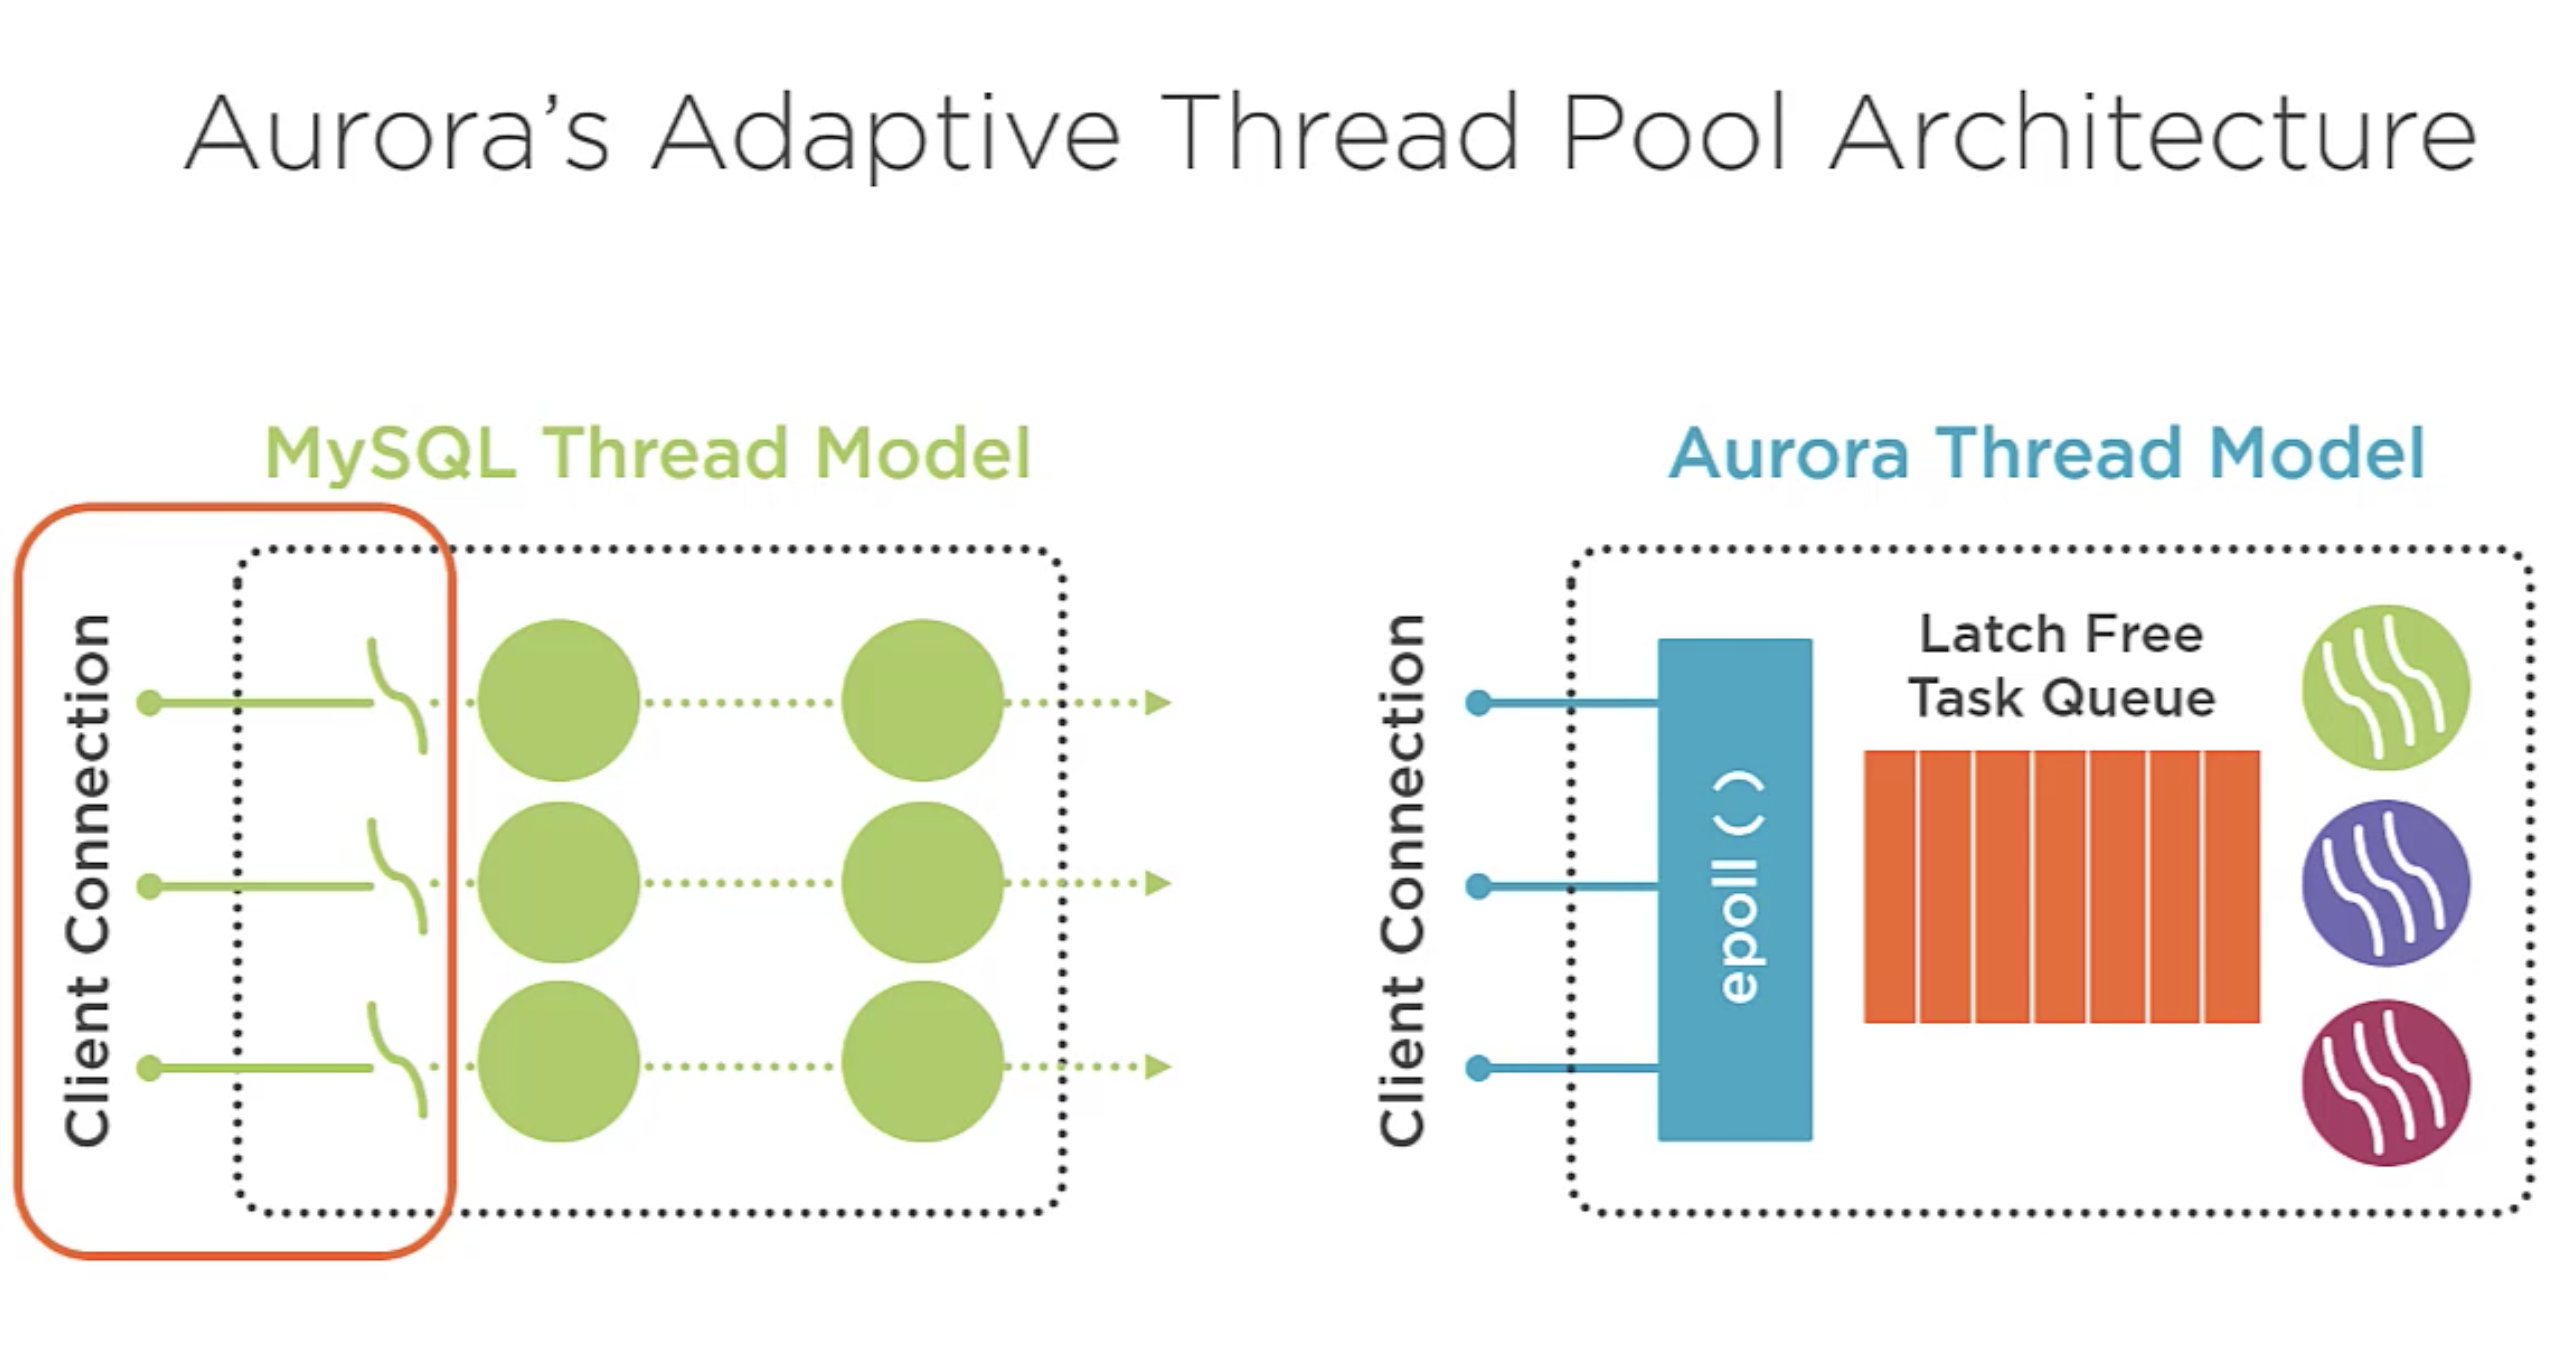 Aurora’s Adaptive Thread Pool Architecture
MySQL Thread Model
Client Connection
Aurora Thread Model
Client Connection
epoll ( )
Latch Free
Task Queue